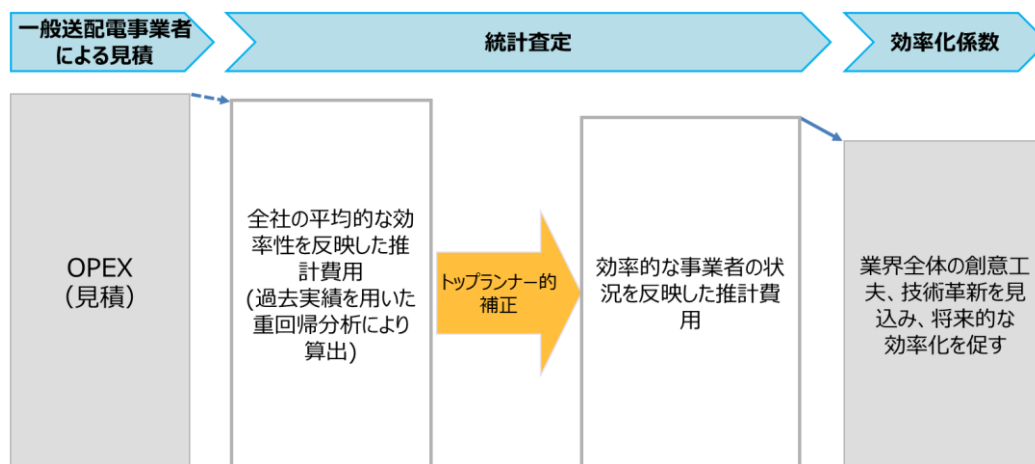 一般送配電事業者
による見積
統計査定
効率化係数
OPEX
（見積）
全社の平均的な効
率性を反映した推
計費用
(過去実績を用いた
重回帰分析により
算出)
トップランナー的
補正
効率的な事業者の状
況を反映した推計費
用
業界全体の創意工
夫、技術革新を見
込み、将来的な
効率化を促す